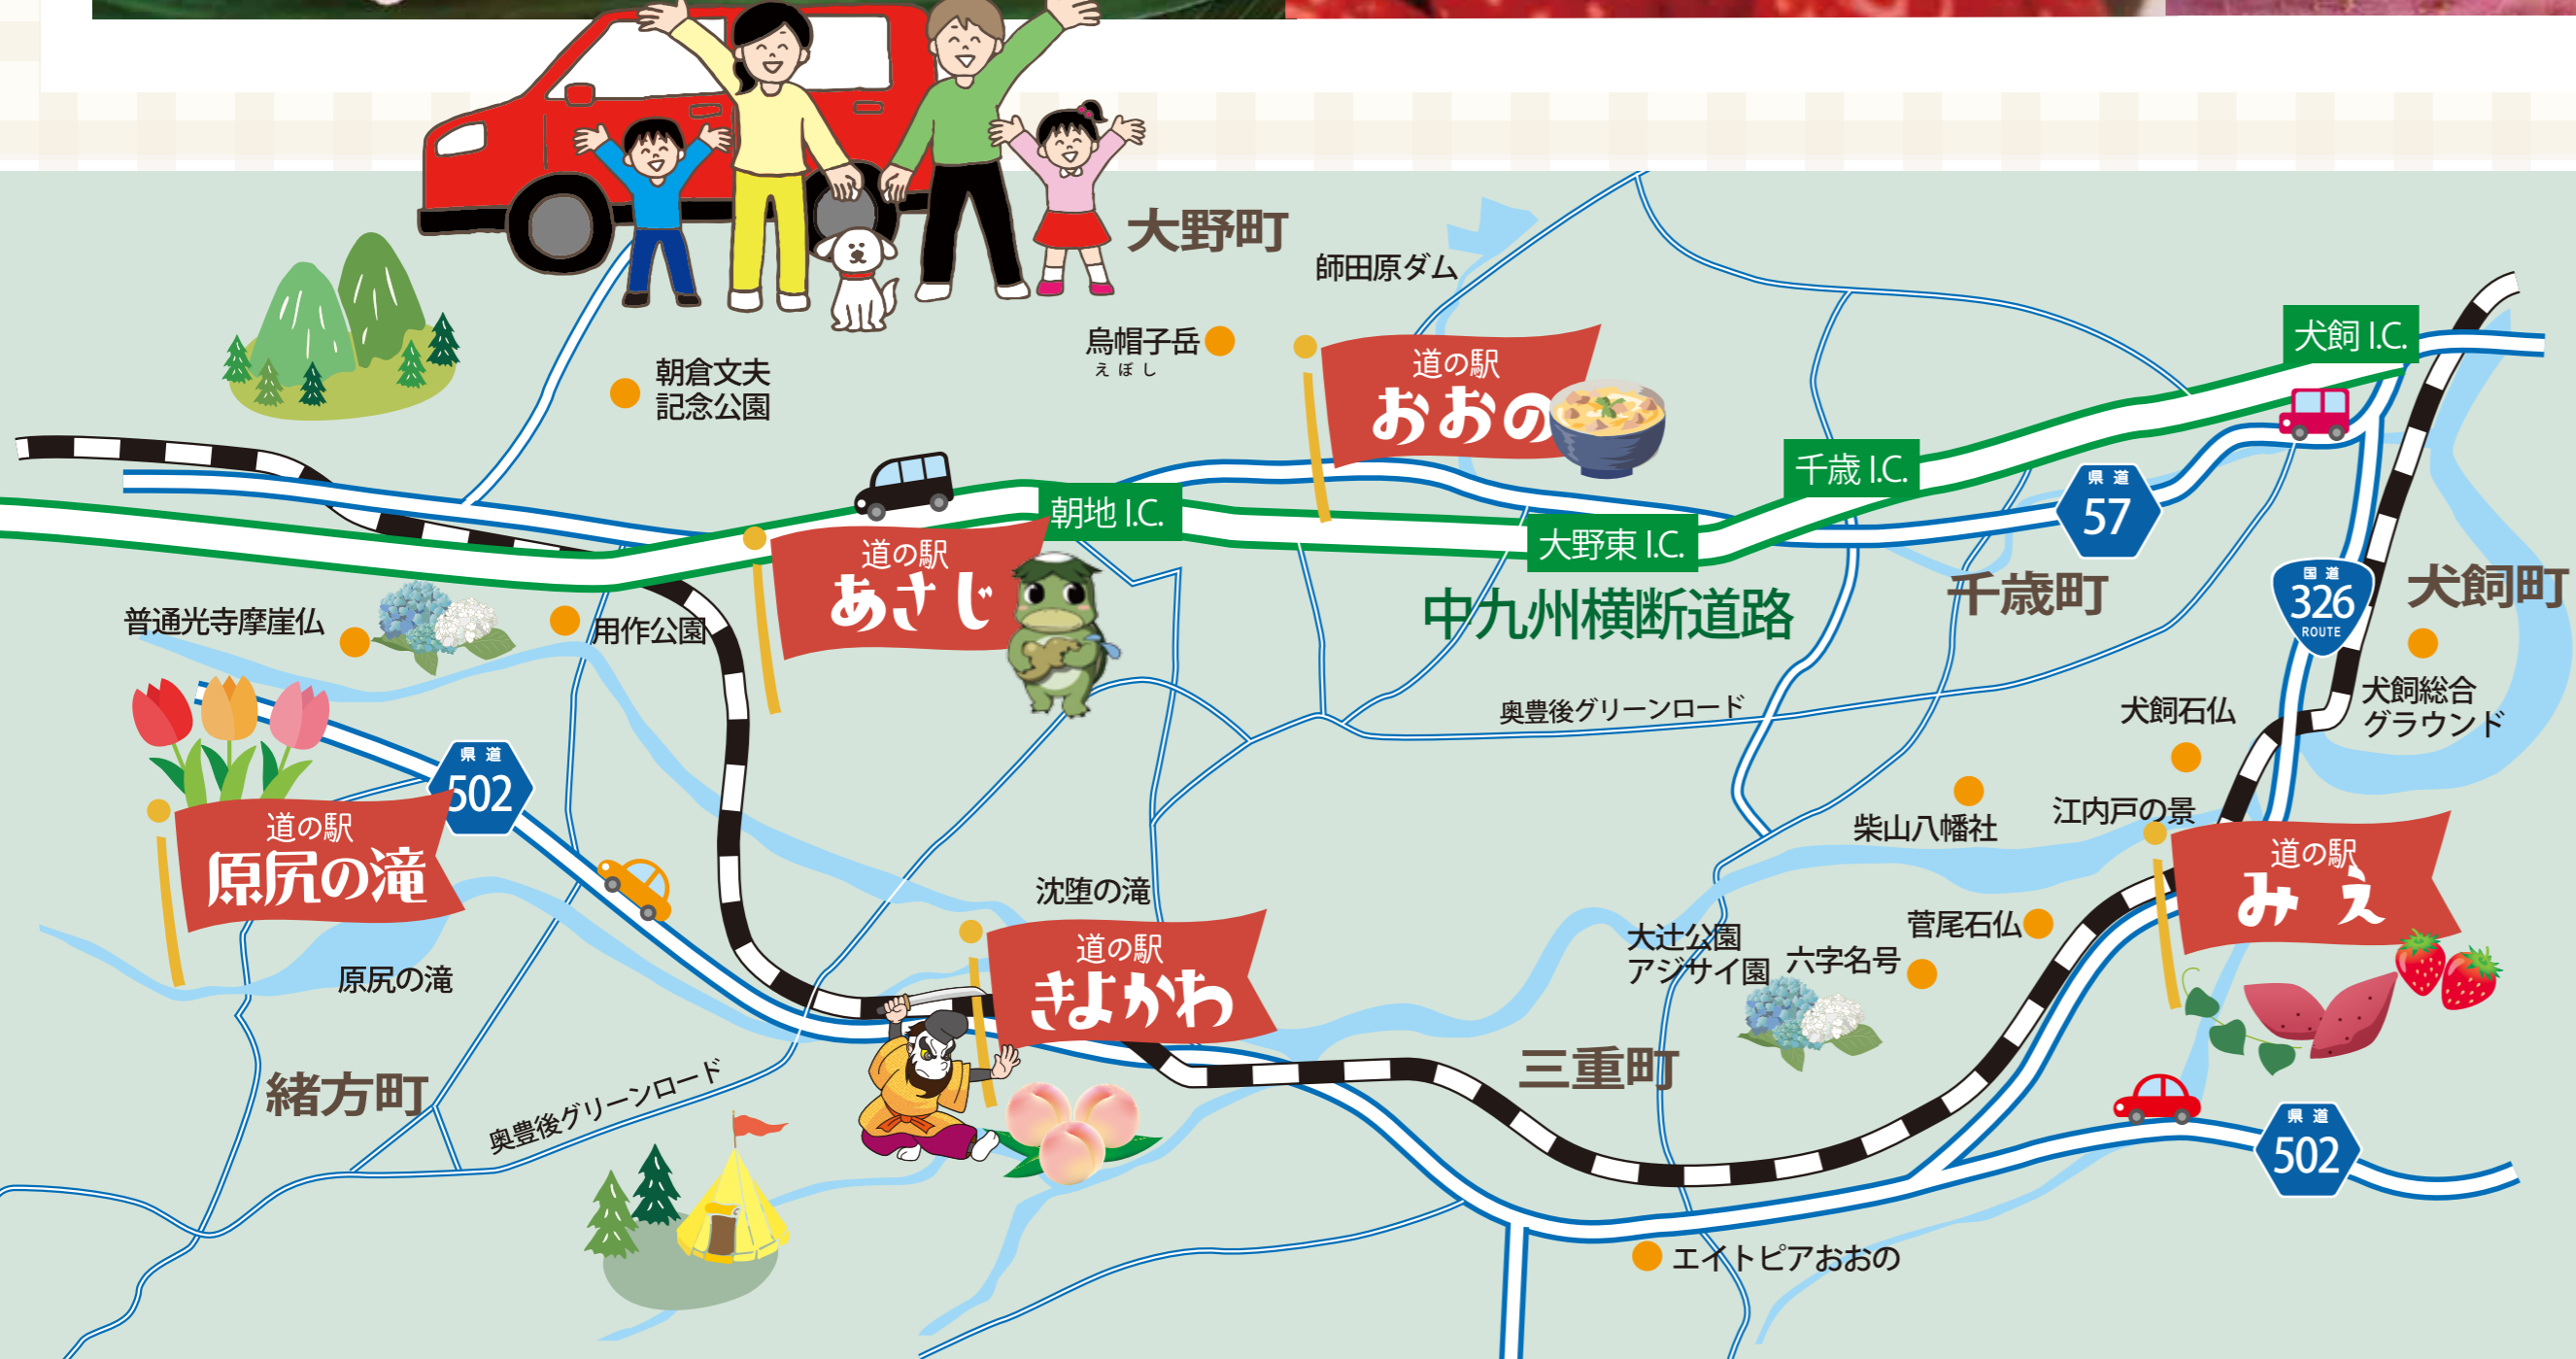 大野町
師田原ダム
烏帽子岳
えぼし
朝倉文夫
記念公園
道の駅
おおの
犬飼 I.C.
千歳 I.C.
県道
57
朝地 I.C.
大野東 I.C.
中九州横断道路
道の駅
あさじ
千歳町
国道
326
ROUTE
犬飼町
普通光寺摩崖仏
用作公園
犬飼総合
グラウンド
犬飼石仏
奥豊後グリーンロード
県道
502
道の駅
原尻の滝
柴山八幡社
江内戸の景
道の駅
みえ
沈堕の滝
道の駅
きよかわ
大辻公園
アジサイ園
六字名号
菅尾石仏
原尻の滝
緒方町
奥豊後グリーンロード
三重町
県道
502
エイトピアおおの